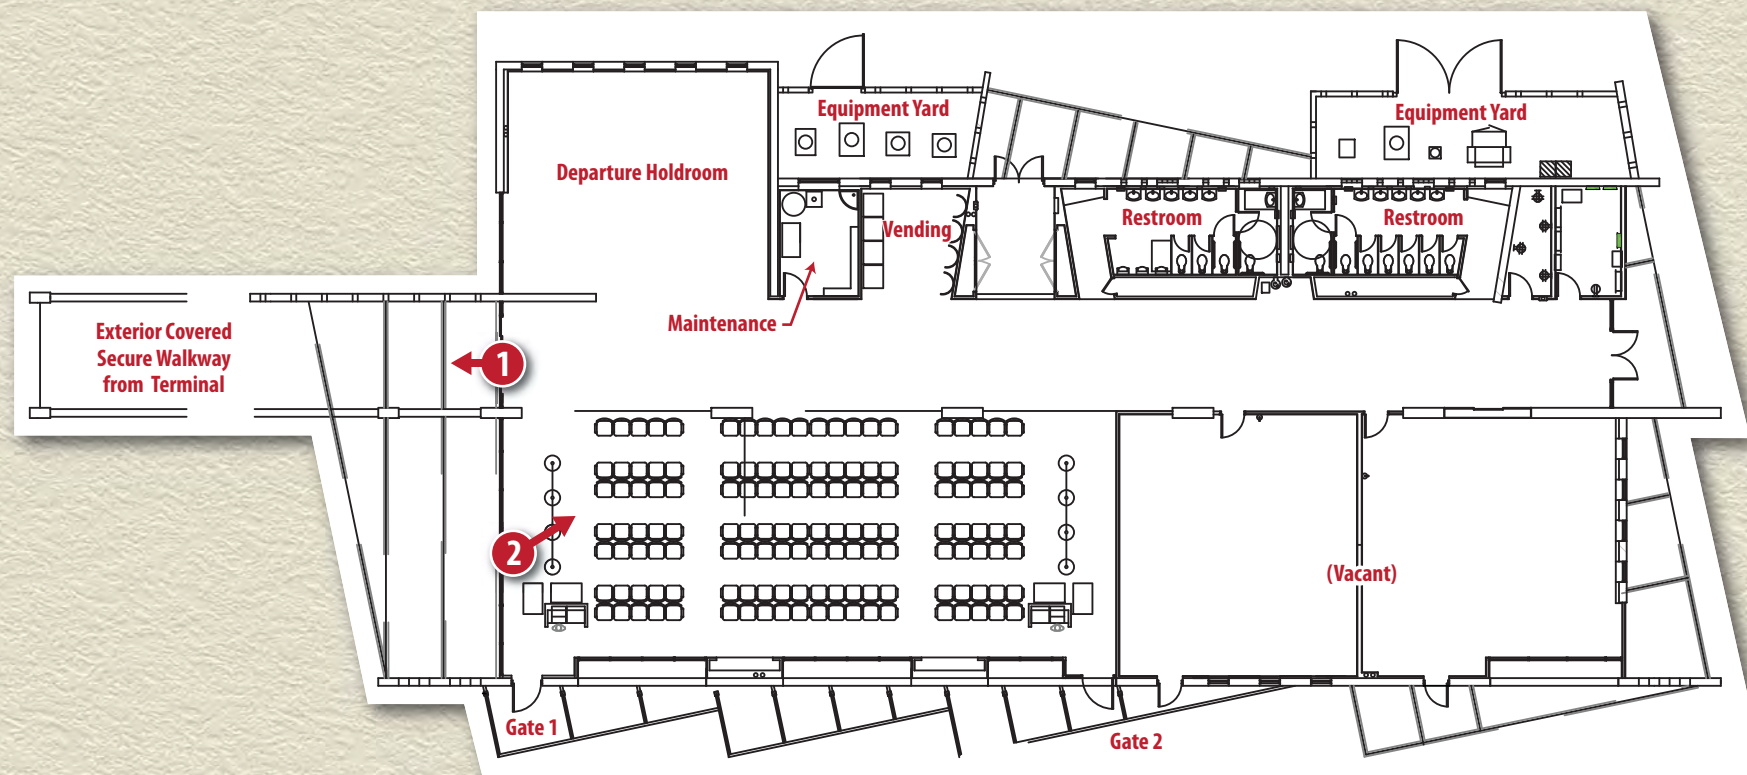 Equipment Yard
Equipment Yard
Departure Holdroom
Restroom
Restroom
Vending
Maintenance
Exterior Covered
Secure Walkway
from Terminal
1
2
(Vacant)
Gate 1
Gate 2